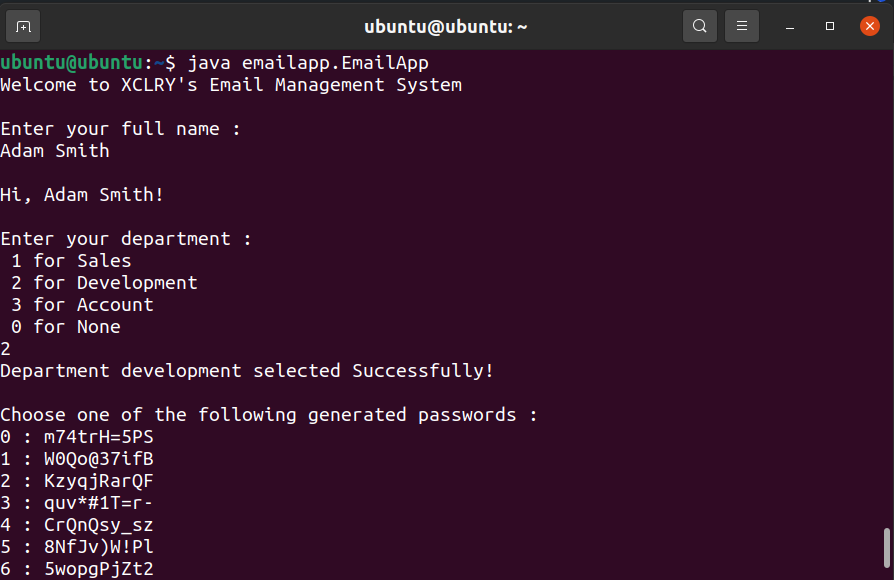 ubuntu@ubuntu: ~
ubuntu@ubuntu:~$ java emailapp.EmailApp
Welcome to XCLRY's Email Management System
Enter your full name :
Adam Smith
Hi, Adam Smith!
Enter your department :
1 for Sales
2 for Development
3 for Account
0 for None
2
Department development selected Successfully!
Choose one of the following generated passwords :
0 : m74trH=5PS
1 : W0Qo@37ifB
2 : KzyqjRarQF
3 : quv*#1T=r-
4 : CrQnQsy_sz
5 : 8NfJv)W!Pl
6 : 5wopgPjZt2